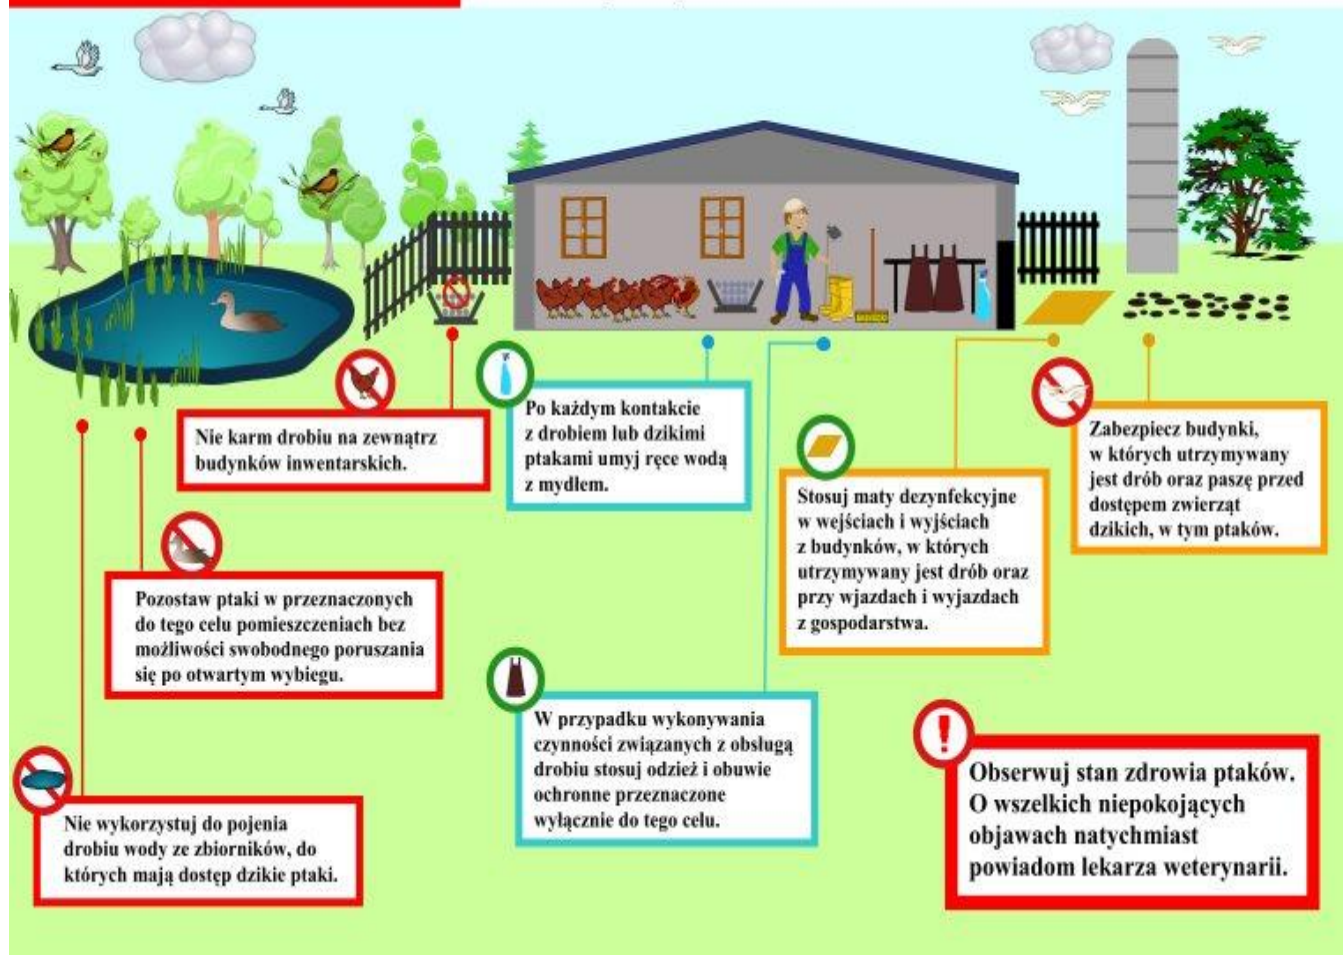 Nie karm drobiu na zewnątrz
budynków inwentarskich.
Po każdym kontakcie
z drobiem lub dzikimi
ptakami umyj ręce wodą
z mydłem.
Zabezpiecz budynki,
w których utrzymywany
jest drób oraz paszę przed
dostępem zwierząt
dzikich, w tym ptaków.
Stosuj maty dezynfekcyjne
w wejściach i wyjściach
z budynków, w których
utrzymywany jest drób oraz
przy wjazdach i wyjazdach
z gospodarstwa.
Pozostaw ptaki w przeznaczonych
do tego celu pomieszczeniach bez
możliwości swobodnego poruszania
się po otwartym wybiegu.
W przypadku wykonywania
czynności związanych z obsługą
drobiu stosuj odzież i obuwie
ochronne przeznaczone
wyłącznie do tego celu.
Nie wykorzystuj do pojenia
drobiu wody ze zbiorników, do
których mają dostęp dzikie ptaki.
Obserwuj stan zdrowia ptaków.
O wszelkich niepokojących
objawach natychmiast
powiadom lekarza weterynarii.